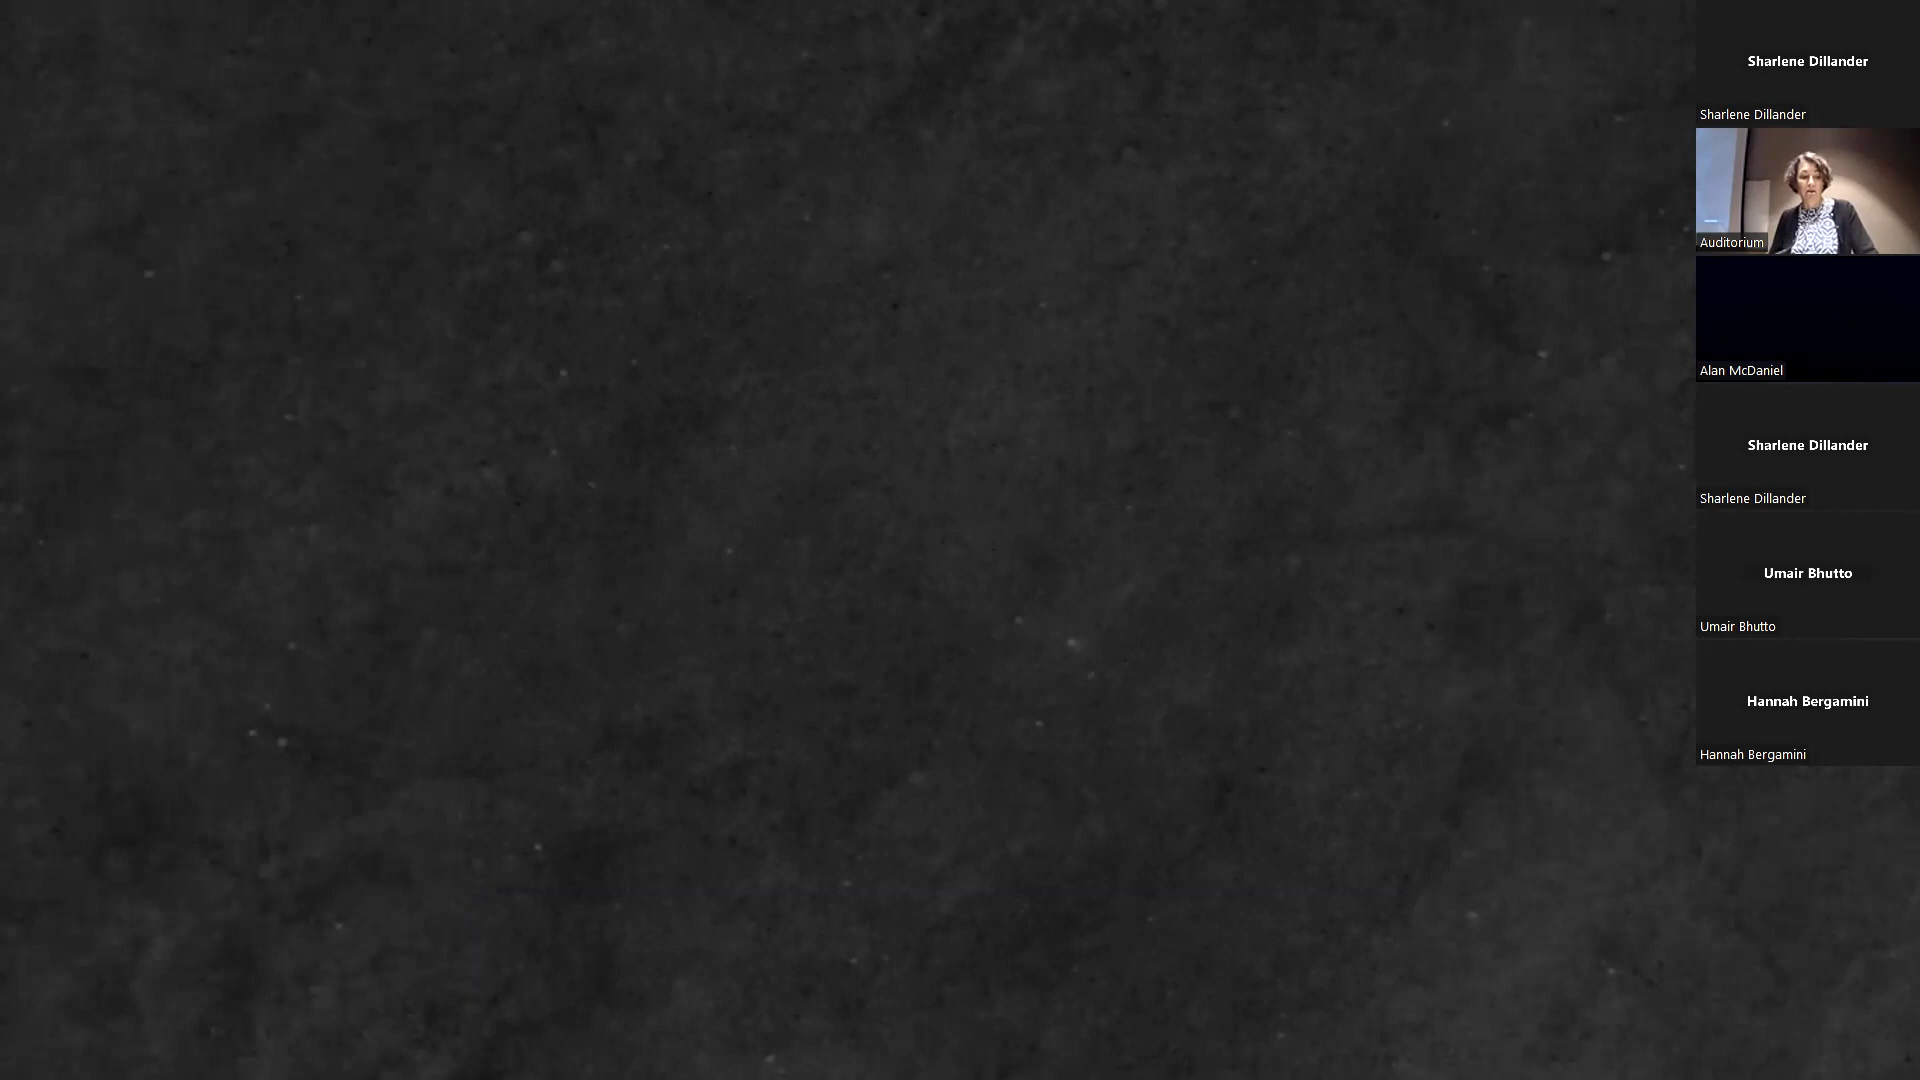 Sharlene Dillander
Sharlene Dillander
Auditorium
Alan McDaniel
Sharlene Dillander
Sharlene Dillander
Umair Bhutto
Umair Bhutto
Hannah Bergamini
Hannah Bergamini